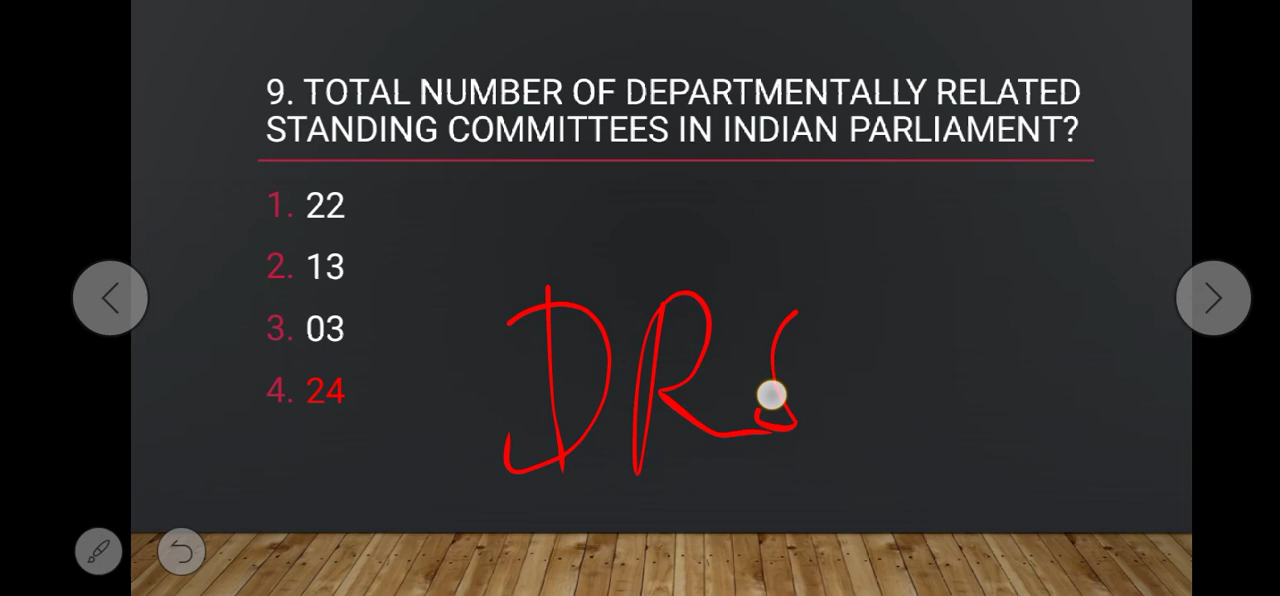 9. TOTAL NUMBER OF DEPARTMENTALLY RELATED
STANDING COMMITTEES IN INDIAN PARLIAMENT?
1. 22
2. 13
3. 03
4. 24
DRS